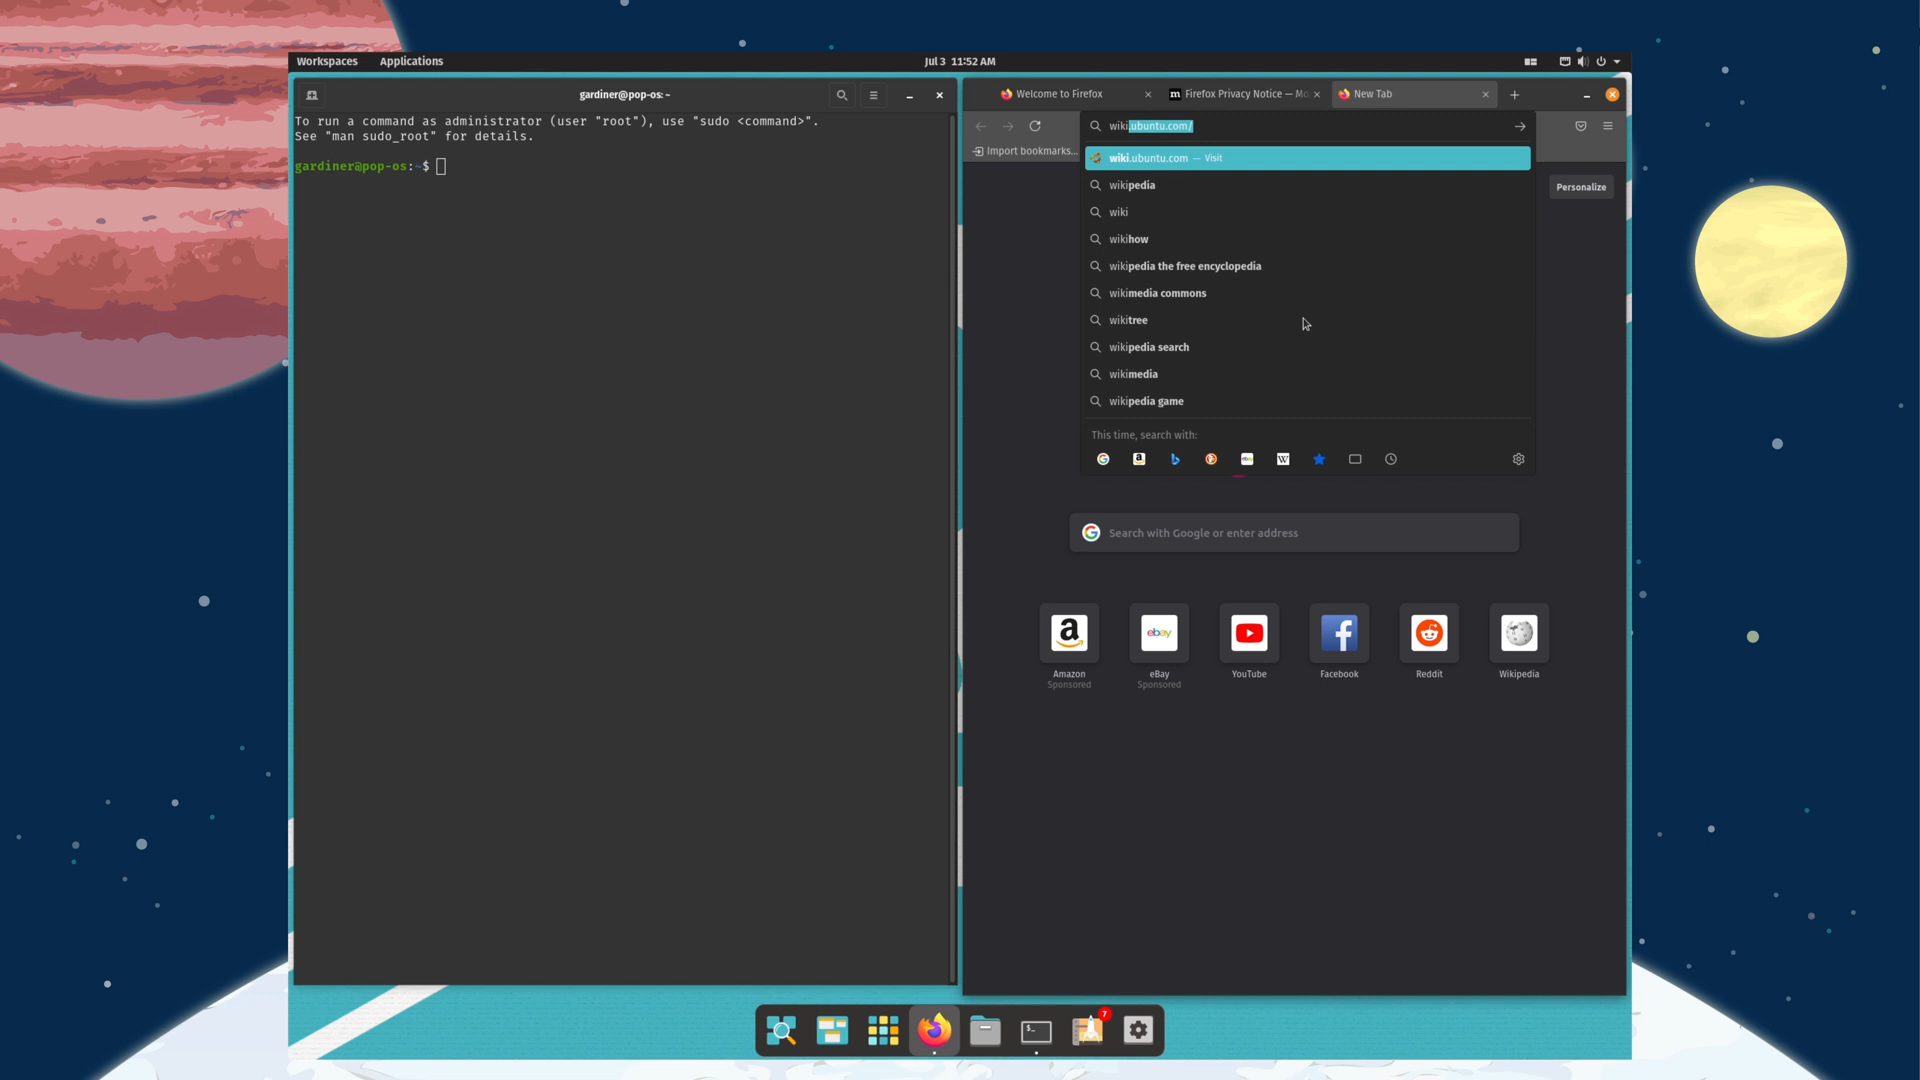 Workspaces Applications Jul 3 11:52 AM
gardiner@pop-os: ~
To run a command as administrator (user "root"), use "sudo <command>".
See "man sudo_root" for details.
gardiner@pop-os:~$
Welcome to Firefox Firefox Privacy Notice — Mo New Tab
wiki.ubuntu.com/
Import bookmarks...
wiki.ubuntu.com — Visit
wikipedia
Personalize
wiki
wikihow
wikipedia the free encyclopedia
wikimedia commons
wikitree
wikipedia search
wikimedia
wikipedia game
This time, search with:
Search with Google or enter address
a ebay
Amazon eBay YouTube Facebook Reddit Wikipedia
Sponsored Sponsored
7